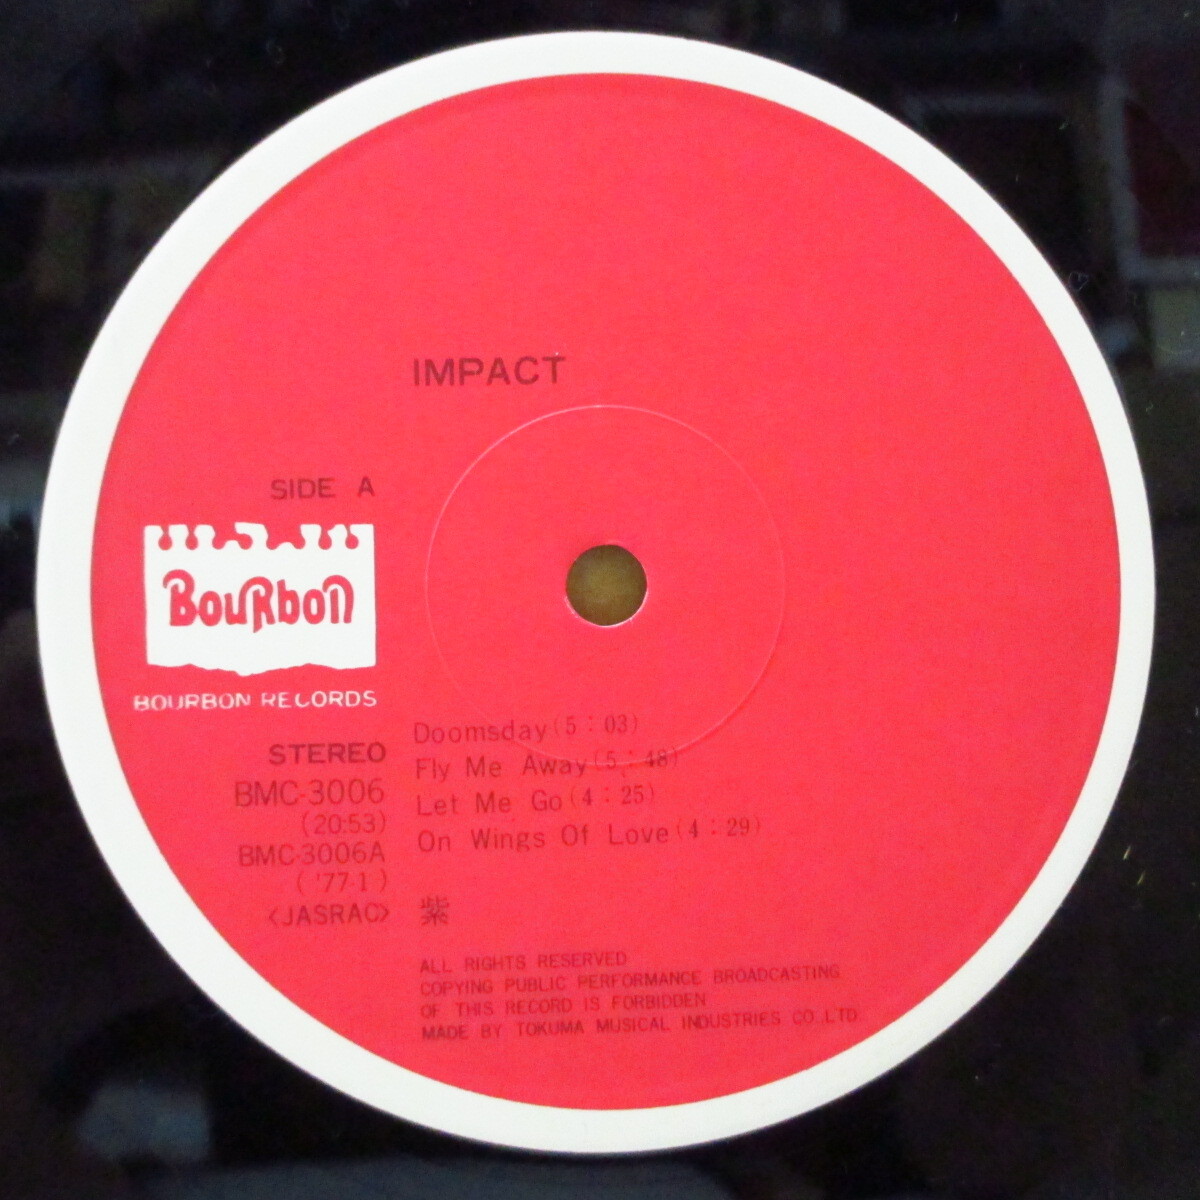 IMPACT
SIDE A
BouRbon
BOURBON RECORDS
STEREO
BMC-3006
(20:53)
BMC-3006A
( '77·1 )
<JASRAC>
Doomsday(5:03)
Fly Me Away(5:48)
Let Me Go(4:25)
On Wings Of Love(4:29)
紫
ALL RIGHTS RESERVED
COPYING PUBLIC PERFORMANCE BROADCASTING
OF THIS RECORD IS FORBIDDEN
MADE BY TOKUMA MUSICAL INDUSTRIES CO.,LTD